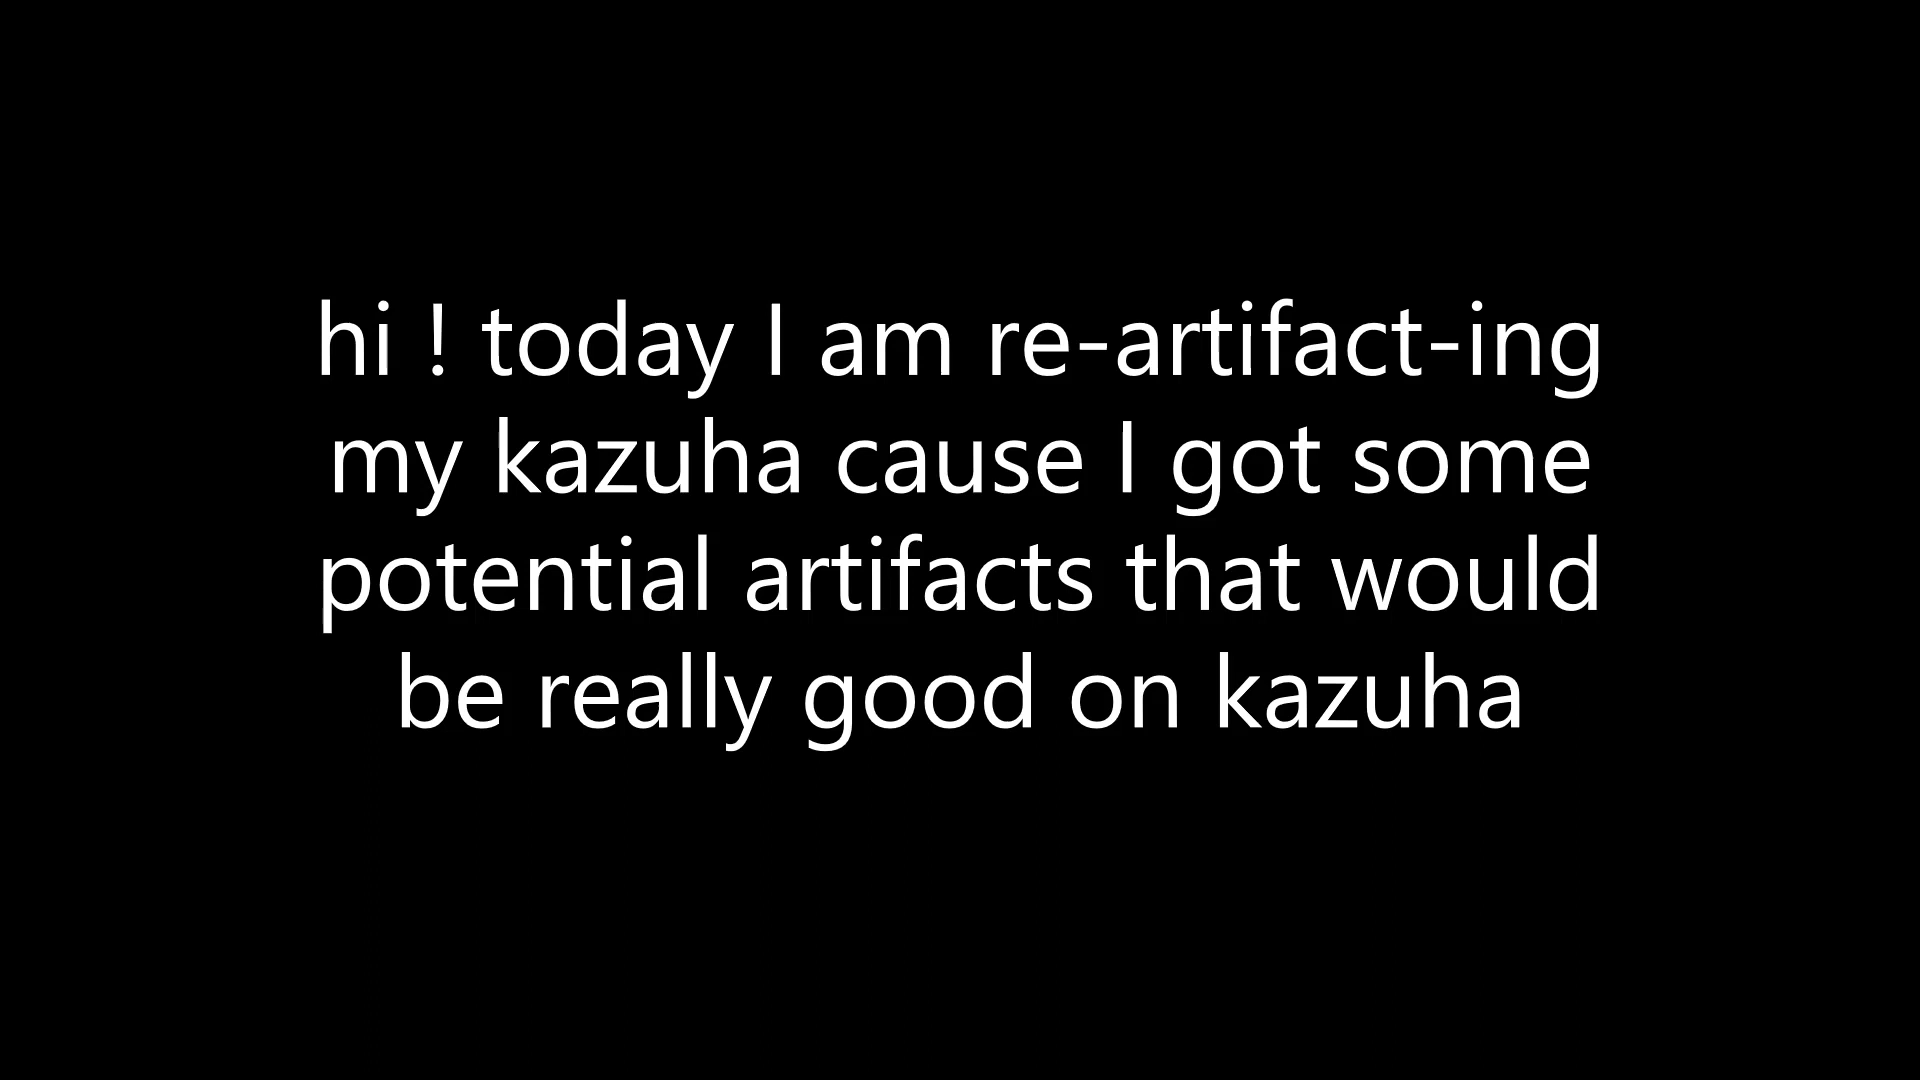 hi ! today I am re-artifact-ing
my kazuha cause I got some
potential artifacts that would
be really good on kazuha